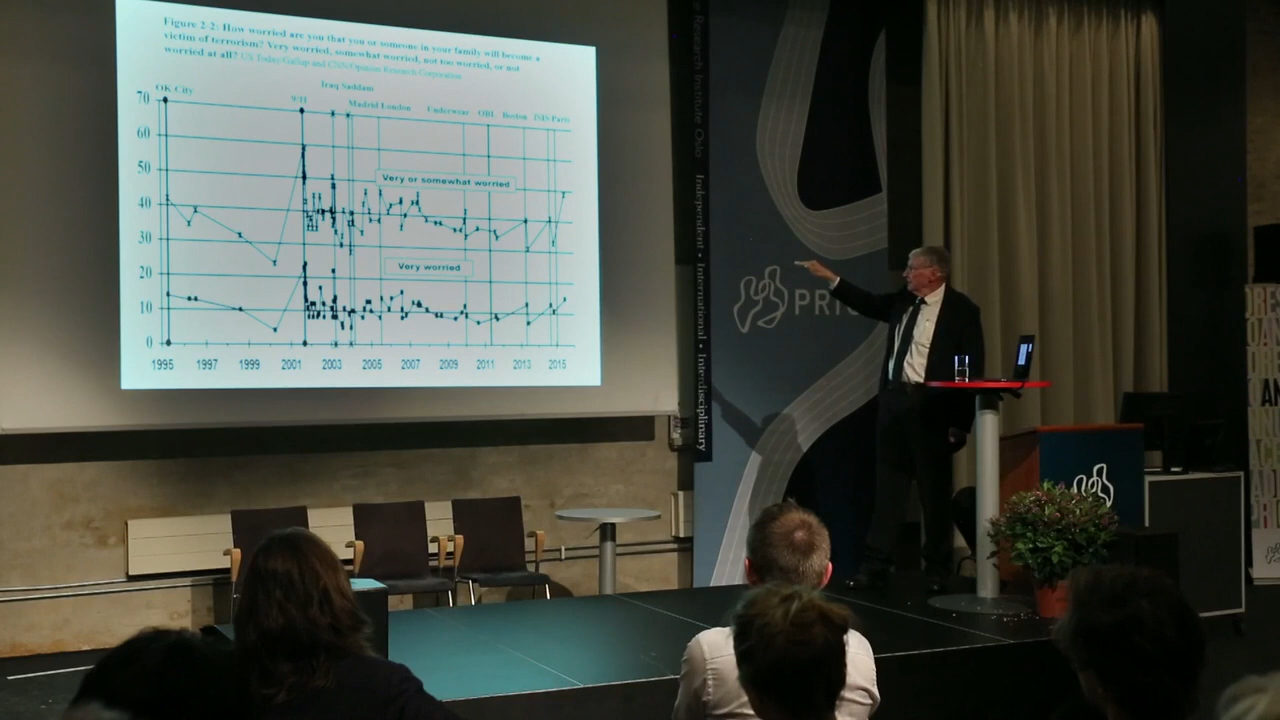 Figure 2-2: How worried are you that you or someone in your family will become a
victim of terrorism? Very worried, somewhat worried, not too worried, or not
worried at all? US Today/Gallup and CNN/Opinion Research Corporation
Iraq Saddam
OK City 9/11 Madrid London Underwear OBL Boston ISIS Paris
70
60
50
Very or somewhat worried
40
30
20
Very worried
10
0
1995 1997 1999 2001 2003 2005 2007 2009 2011 2013 2015
Research Institute Oslo Independent • International • Interdisciplinary
PRIO